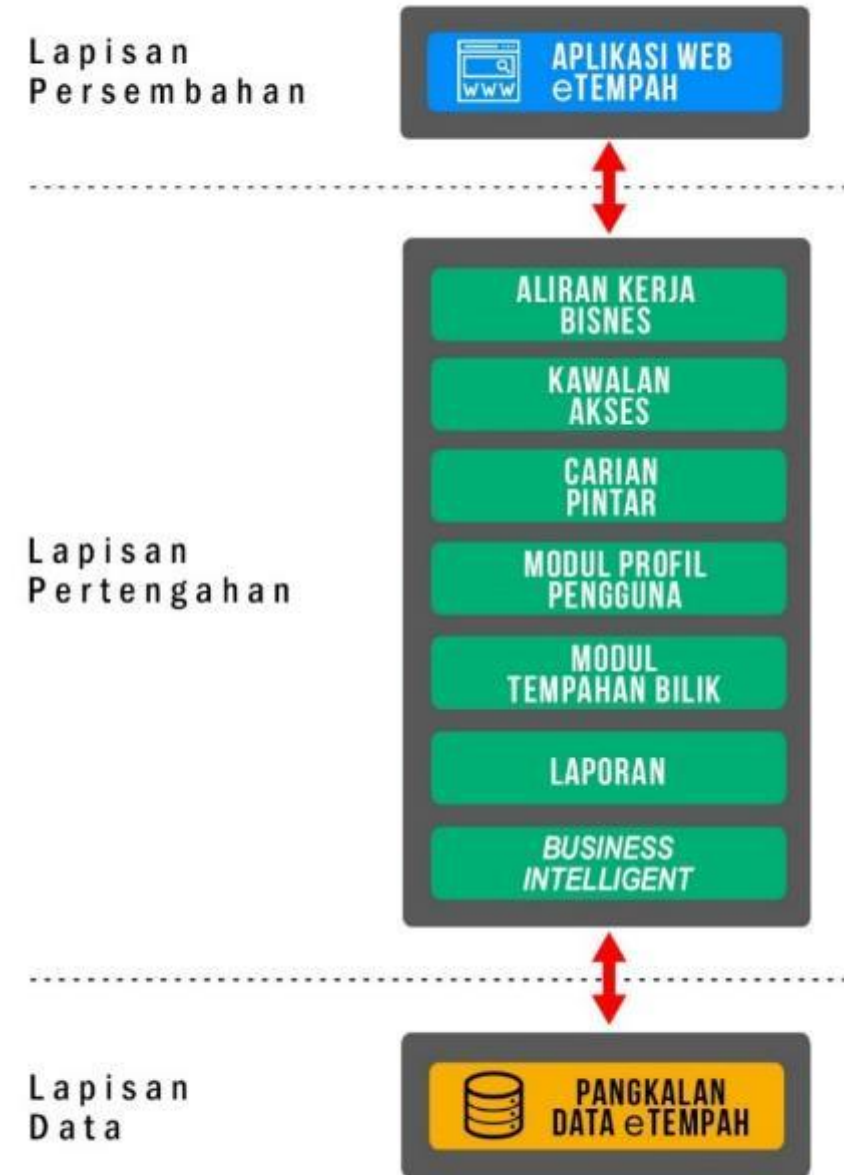 Lapisan
Persembahan
WWW
APLIKASI WEB
eTEMPAH
Lapisan
Pertengahan
ALIRAN KERJA
BISNES
KAWALAN
AKSES
CARIAN
PINTAR
MODUL PROFIL
PENGGUNA
MODUL
TEMPAHAN BILIK
LAPORAN
BUSINESS
INTELLIGENT
Lapisan
Data
PANGKALAN
DATA eTEMPAH